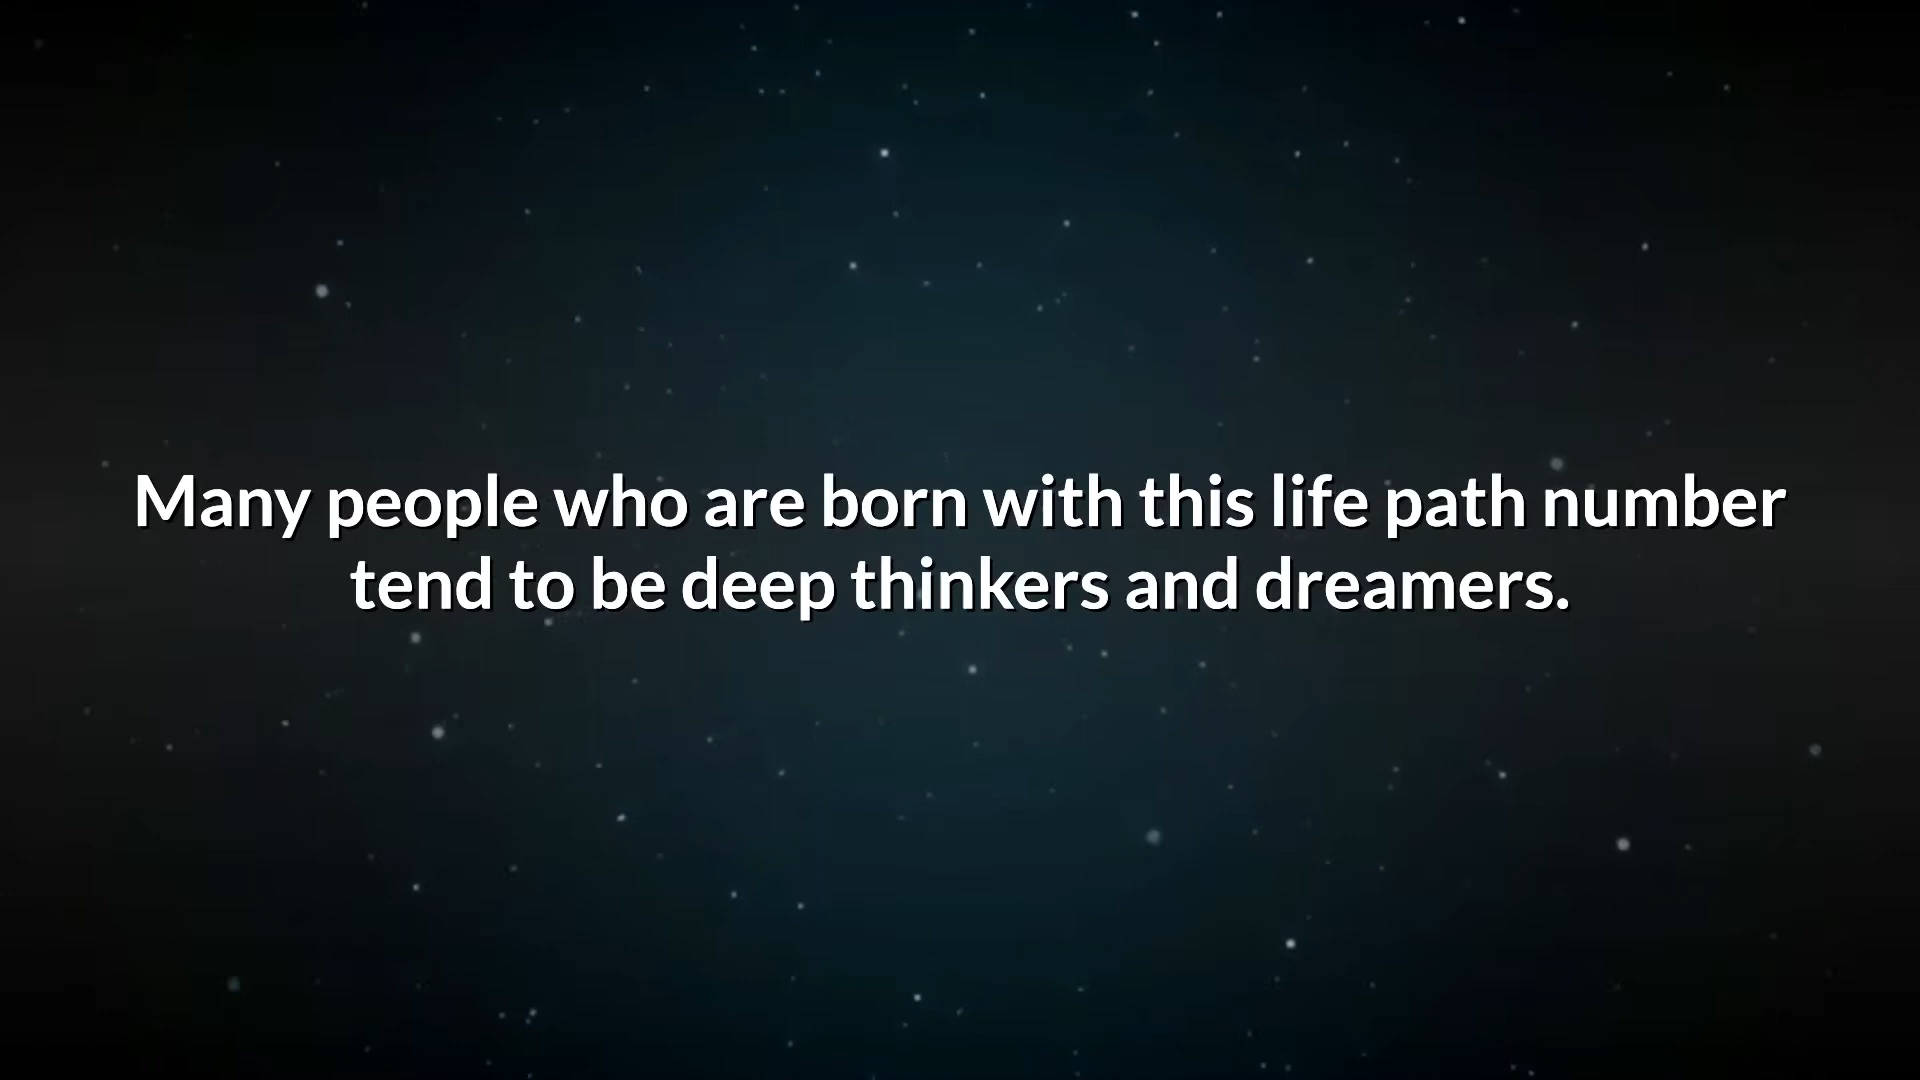 Many people who are born with this life path number
tend to be deep thinkers and dreamers.